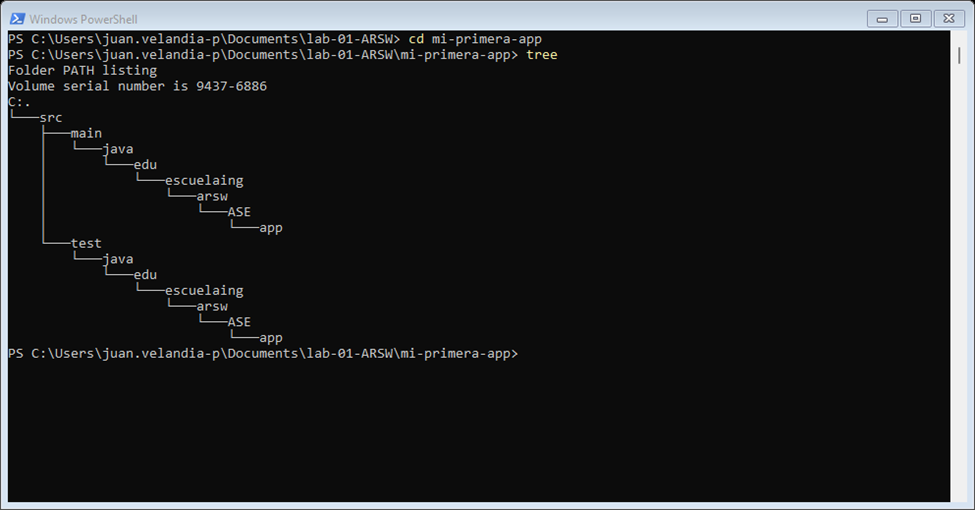 Windows PowerShell
PS C:\Users\juan.velandia-p\Documents\lab-01-ARSW> cd mi-primera-app
PS C:\Users\juan.velandia-p\Documents\lab-01-ARSW\mi-primera-app> tree
Folder PATH listing
Volume serial number is 9437-6886
C:.
└───src
    ├───main
    │   └───java
    │       └───edu
    │           └───escuelaing
    │               └───arsw
    │                   └───ASE
    │                       └───app
    └───test
        └───java
            └───edu
                └───escuelaing
                    └───arsw
                        └───ASE
                            └───app
PS C:\Users\juan.velandia-p\Documents\lab-01-ARSW\mi-primera-app>